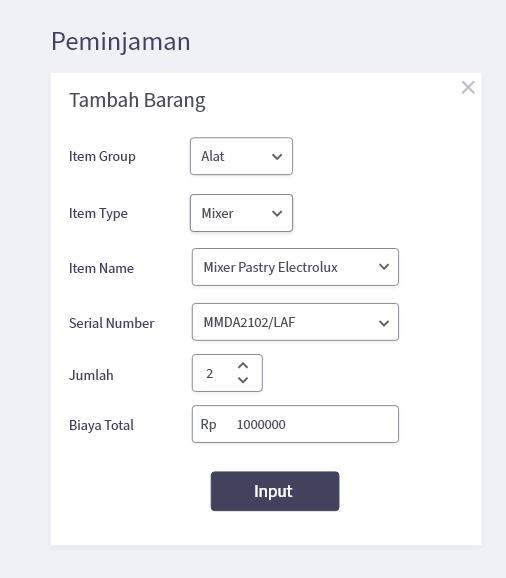 Peminjaman
Tambah Barang
Item Group Alat
Item Type Mixer
Item Name Mixer Pastry Electrolux
Serial Number MMDA2102/LAF
Jumlah 2
Biaya Total Rp 1000000
Input